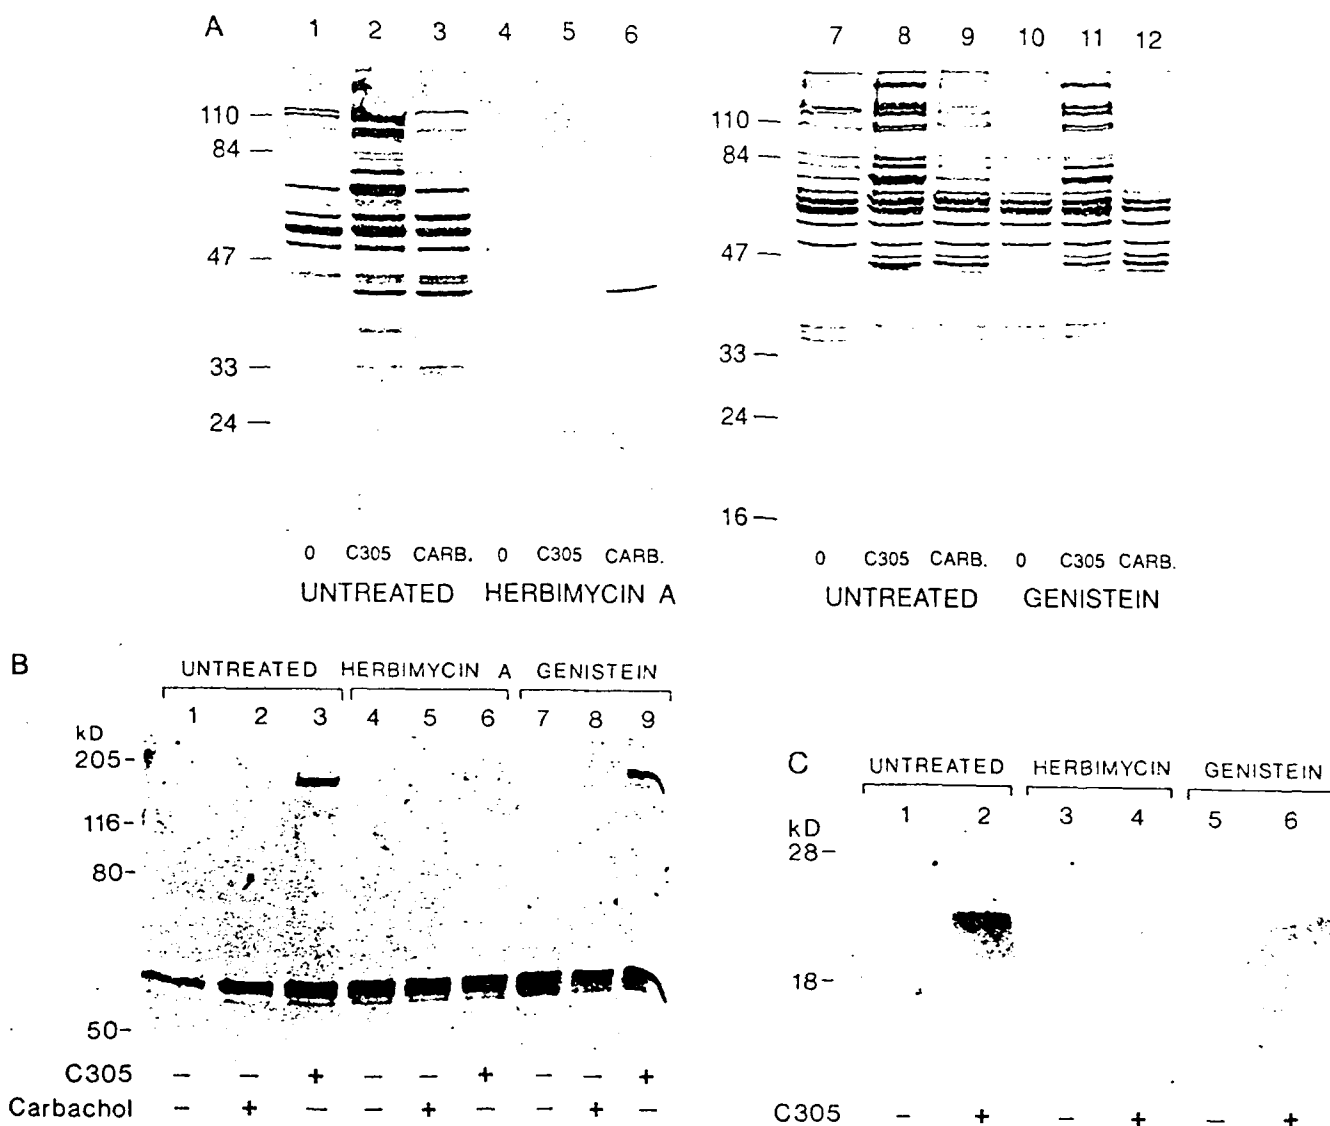 A
1 2 3 4 5 6
110 —
84 —
47 —
33 —
24 —
0 C305 CARB. 0 C305 CARB.
UNTREATED HERBIMYCIN A
7 8 9 10 11 12
110 —
84 —
47 —
33 —
24 —
16 —
0 C305 CARB. 0 C305 CARB.
UNTREATED GENISTEIN
B
UNTREATED HERBIMYCIN A GENISTEIN
1 2 3 4 5 6 7 8 9
kD
205-
116-
80-
50-
C305 – – + – – + – – +
Carbachol – + – – + – – + –
C
UNTREATED HERBIMYCIN GENISTEIN
1 2 3 4 5 6
kD
28-
18-
C305 – + – + – +